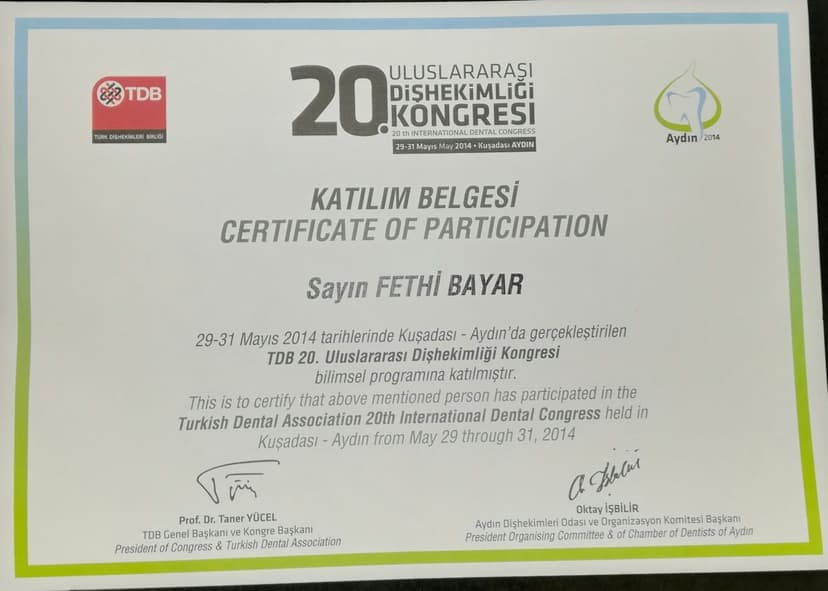 TDB
TÜRK DİŞHEKİMLERİ BİRLİĞİ
20. ULUSLARARASI
DİŞHEKİMLİĞİ
KONGRESI
20 th INTERNATIONAL DENTAL CONGRESS
29-31 Mayıs May 2014 • Kuşadası AYDIN
Aydın 2014
KATILIM BELGESİ
CERTIFICATE OF PARTICIPATION
Sayın FETHİ BAYAR
29-31 Mayıs 2014 tarihlerinde Kuşadası - Aydın'da gerçekleştirilen
TDB 20. Uluslararası Dişhekimliği Kongresi
bilimsel programına katılmıştır.
This is to certify that above mentioned person has participated in the
Turkish Dental Association 20th International Dental Congress held in
Kuşadası - Aydın from May 29 through 31, 2014
Prof. Dr. Taner YÜCEL
TDB Genel Başkanı ve Kongre Başkanı
President of Congress & Turkish Dental Association
Oktay İŞBİLİR
Aydın Dişhekimleri Odası ve Organizasyon Komitesi Başkanı
President Organising Committee & of Chamber of Dentists of Aydın